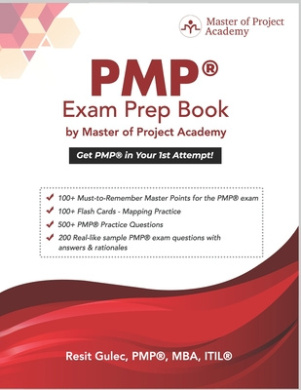 Master of Project
Academy
PMP®
Exam Prep Book
by Master of Project Academy
Get PMP® in Your 1st Attempt!
100+ Must-to-Remember Master Points for the PMP® exam
100+ Flash Cards - Mapping Practice
500+ PMP® Practice Questions
200 Real-like sample PMP® exam questions with
answers & rationales
Resit Gulec, PMP®, MBA, ITIL®